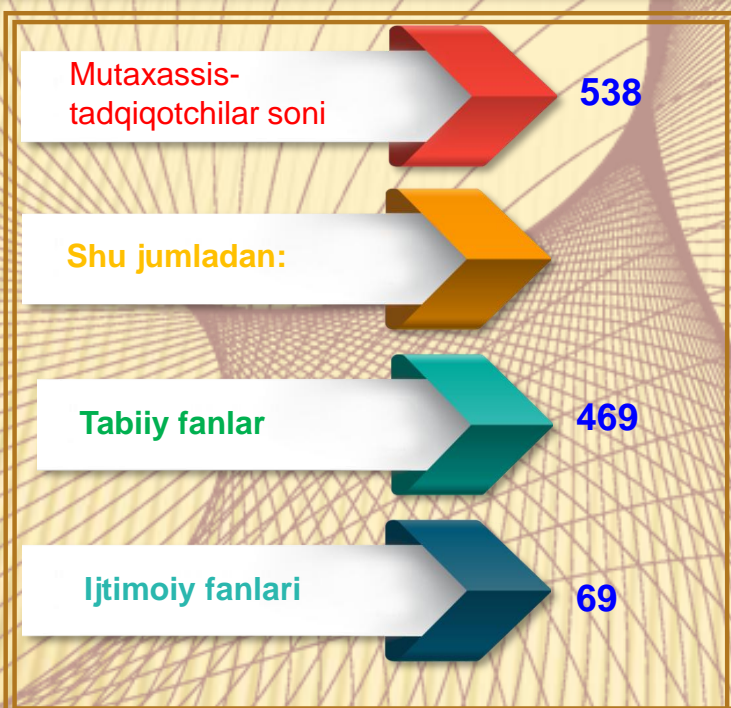 Mutaxassis-
tadqiqotchilar soni
538
Shu jumladan:
Tabiiy fanlar
469
Ijtimoiy fanlari
69